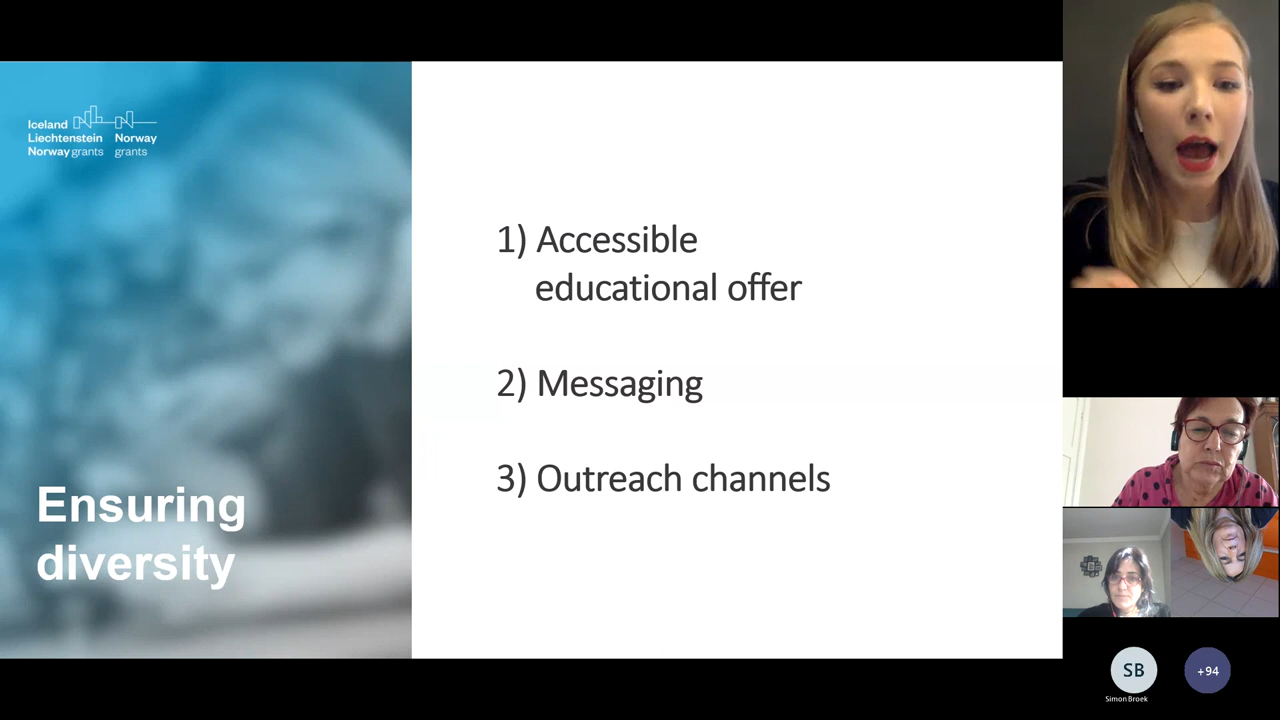 Iceland
Liechtenstein
Norway grants
Norway
grants
Ensuring
diversity
1) Accessible
educational offer
2) Messaging
3) Outreach channels
SB
Simon Broek
+94